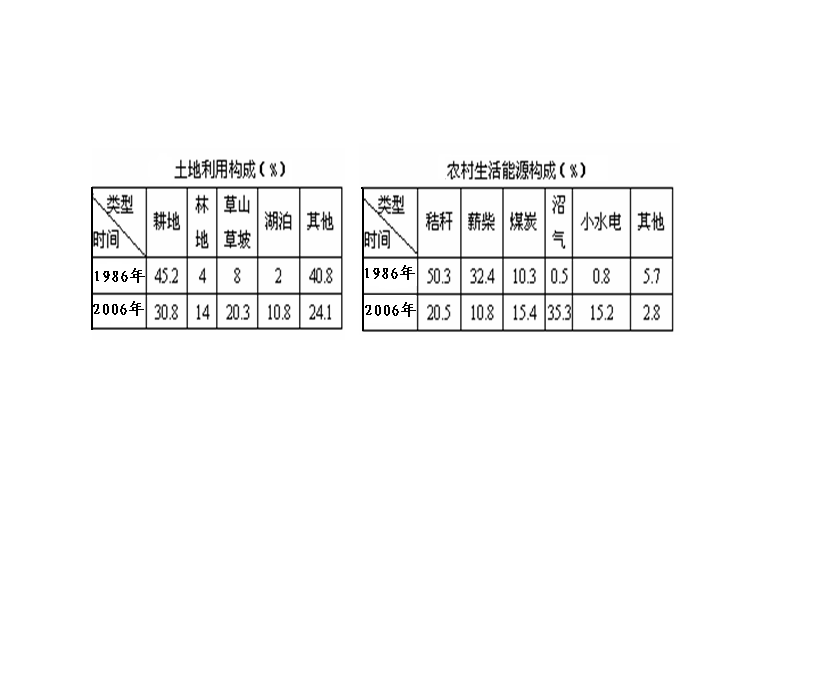 土地利用构成(%)
类型 时间 耕地 林地 草山草坡 湖泊 其他
1986年 45.2 4 8 2 40.8
2006年 30.8 14 20.3 10.8 24.1
农村生活能源构成(%)
类型 时间 秸秆 薪柴 煤炭 沼气 小水电 其他
1986年 50.3 32.4 10.3 0.5 0.8 5.7
2006年 20.5 10.8 15.4 35.3 15.2 2.8